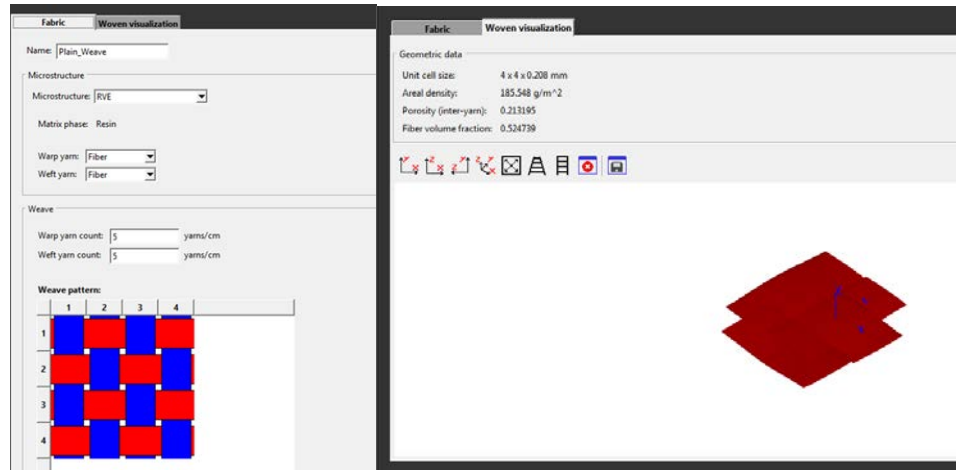 Fabric Woven visualization
Name: Plain_Weave
Microstructure
Microstructure: RVE
Matrix phase: Resin
Warp yarn: Fiber
Weft yarn: Fiber
Weave
Warp yarn count: 5 yarns/cm
Weft yarn count: 5 yarns/cm
Weave pattern:
1 2 3 4
1
2
3
4
Fabric Woven visualization
Geometric data
Unit cell size: 4 x 4 x 0.208 mm
Areal density: 185.548 g/m^2
Porosity (inter-yarn): 0.213195
Fiber volume fraction: 0.524739
Y X Z X Z Y Z Y X